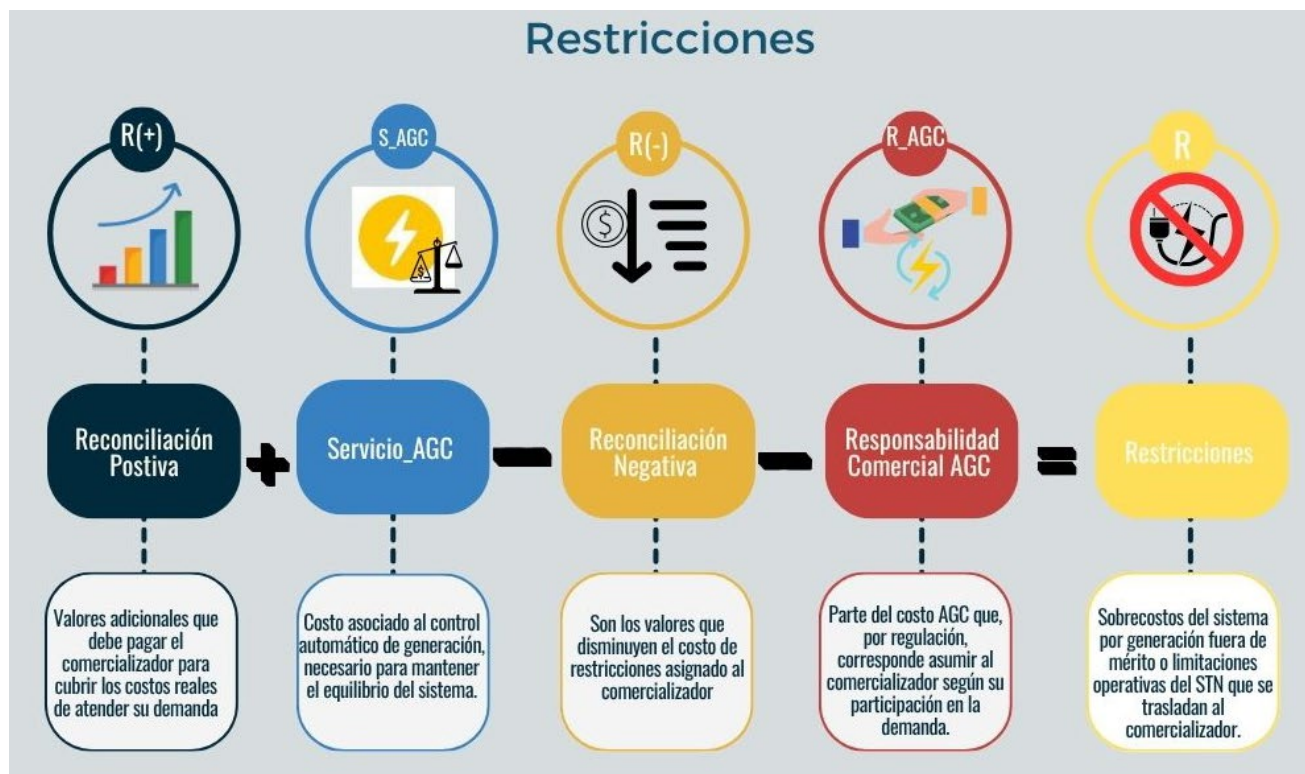 Restricciones
R(+)
S_AGC
R(-)
R_AGC
R
$
$
Reconciliación
Postiva
+
Servicio_AGC
-
Reconciliación
Negativa
-
Responsabilidad
Comercial AGC
=
Restricciones
Valores adicionales que
debe pagar el
comercializador para
cubrir los costos reales
de atender su demanda
Costo asociado al control
automático de generación,
necesario para mantener
el equilibrio del sistema.
Son los valores que
disminuyen el costo de
restricciones asignado al
comercializador
Parte del costo AGC que,
por regulación,
corresponde asumir al
comercializador según su
participación en la
demanda.
Sobrecostos del sistema
por generación fuera de
mérito o limitaciones
operativas del STN que se
trasladan al
comercializador.